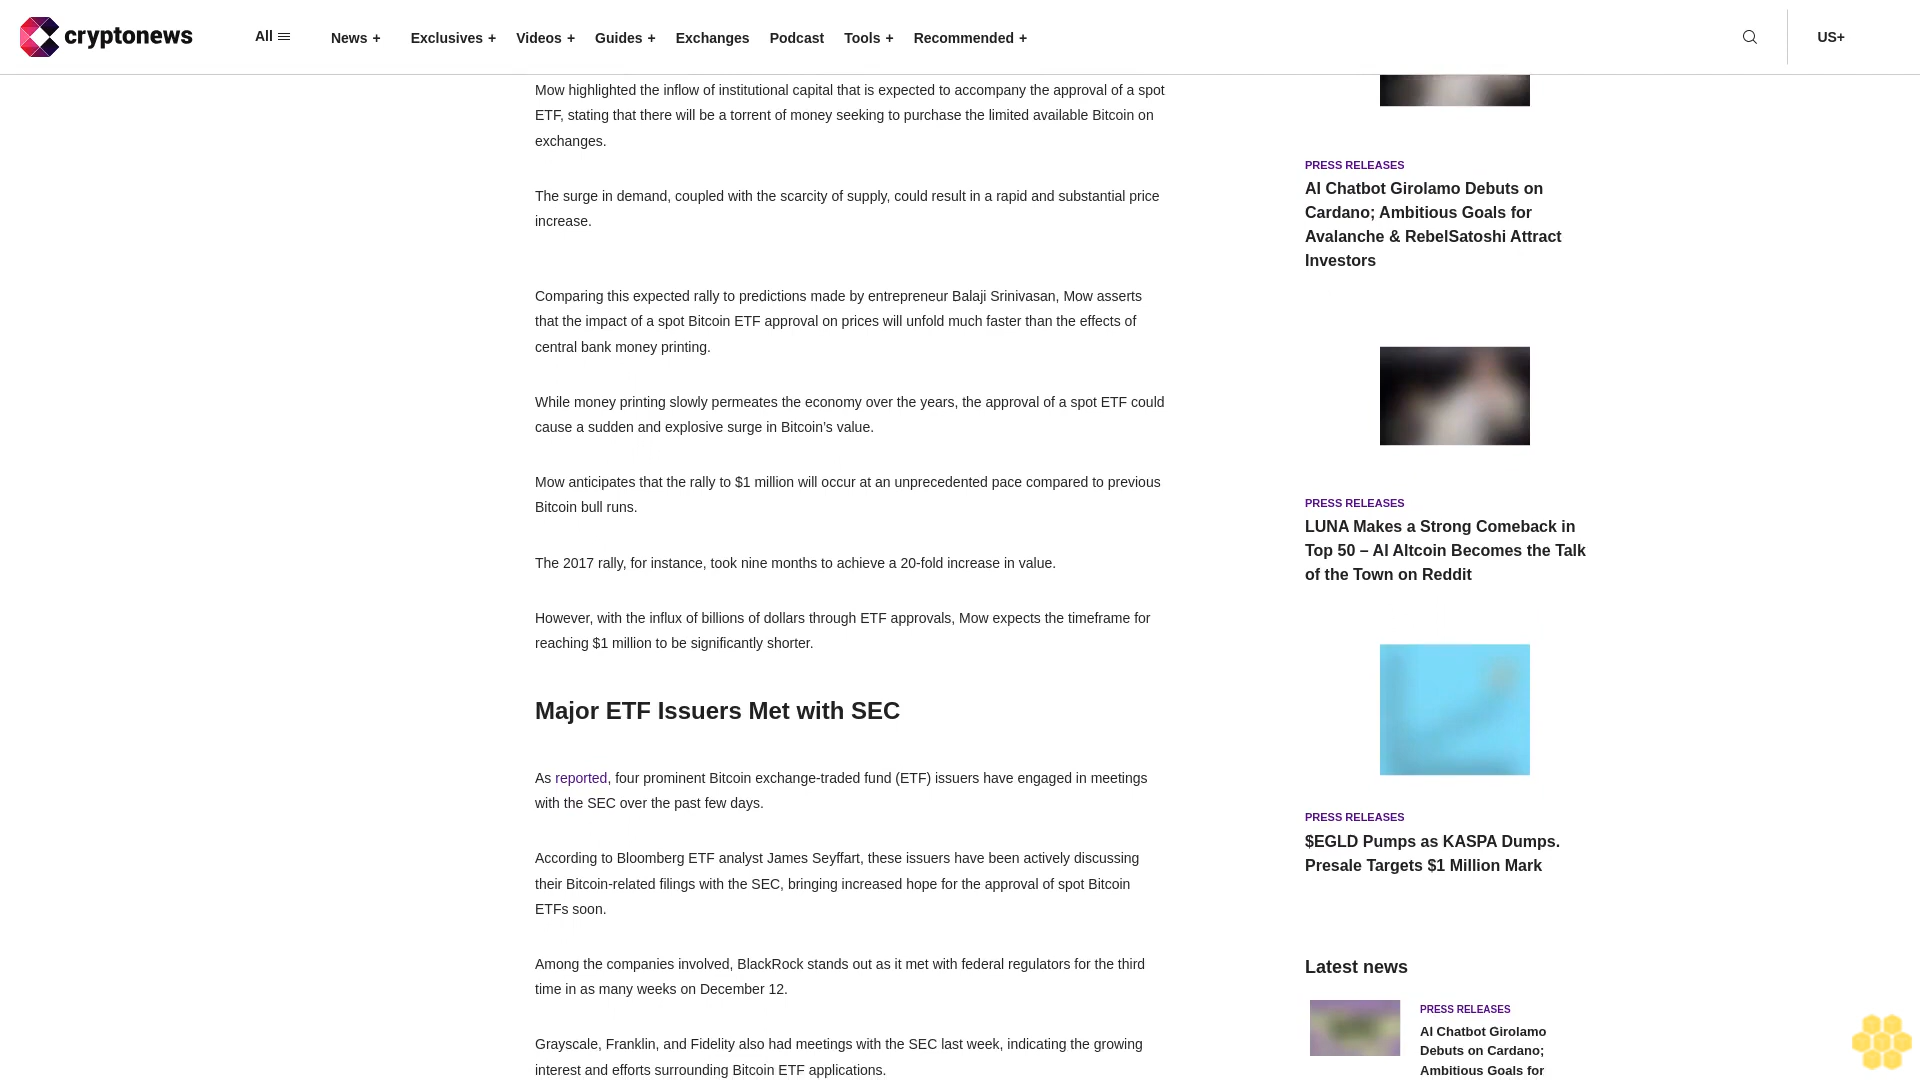 cryptonews
All
News +
Exclusives +
Videos +
Guides +
Exchanges
Podcast
Tools +
Recommended +
US+
Mow highlighted the inflow of institutional capital that is expected to accompany the approval of a spot
ETF, stating that there will be a torrent of money seeking to purchase the limited available Bitcoin on
exchanges.
The surge in demand, coupled with the scarcity of supply, could result in a rapid and substantial price
increase.
Comparing this expected rally to predictions made by entrepreneur Balaji Srinivasan, Mow asserts
that the impact of a spot Bitcoin ETF approval on prices will unfold much faster than the effects of
central bank money printing.
While money printing slowly permeates the economy over the years, the approval of a spot ETF could
cause a sudden and explosive surge in Bitcoin’s value.
Mow anticipates that the rally to $1 million will occur at an unprecedented pace compared to previous
Bitcoin bull runs.
The 2017 rally, for instance, took nine months to achieve a 20-fold increase in value.
However, with the influx of billions of dollars through ETF approvals, Mow expects the timeframe for
reaching $1 million to be significantly shorter.
Major ETF Issuers Met with SEC
As reported, four prominent Bitcoin exchange-traded fund (ETF) issuers have engaged in meetings
with the SEC over the past few days.
According to Bloomberg ETF analyst James Seyffart, these issuers have been actively discussing
their Bitcoin-related filings with the SEC, bringing increased hope for the approval of spot Bitcoin
ETFs soon.
Among the companies involved, BlackRock stands out as it met with federal regulators for the third
time in as many weeks on December 12.
Grayscale, Franklin, and Fidelity also had meetings with the SEC last week, indicating the growing
interest and efforts surrounding Bitcoin ETF applications.
PRESS RELEASES
AI Chatbot Girolamo Debuts on
Cardano; Ambitious Goals for
Avalanche & RebelSatoshi Attract
Investors
PRESS RELEASES
LUNA Makes a Strong Comeback in
Top 50 – AI Altcoin Becomes the Talk
of the Town on Reddit
PRESS RELEASES
$EGLD Pumps as KASPA Dumps.
Presale Targets $1 Million Mark
Latest news
PRESS RELEASES
AI Chatbot Girolamo
Debuts on Cardano;
Ambitious Goals for